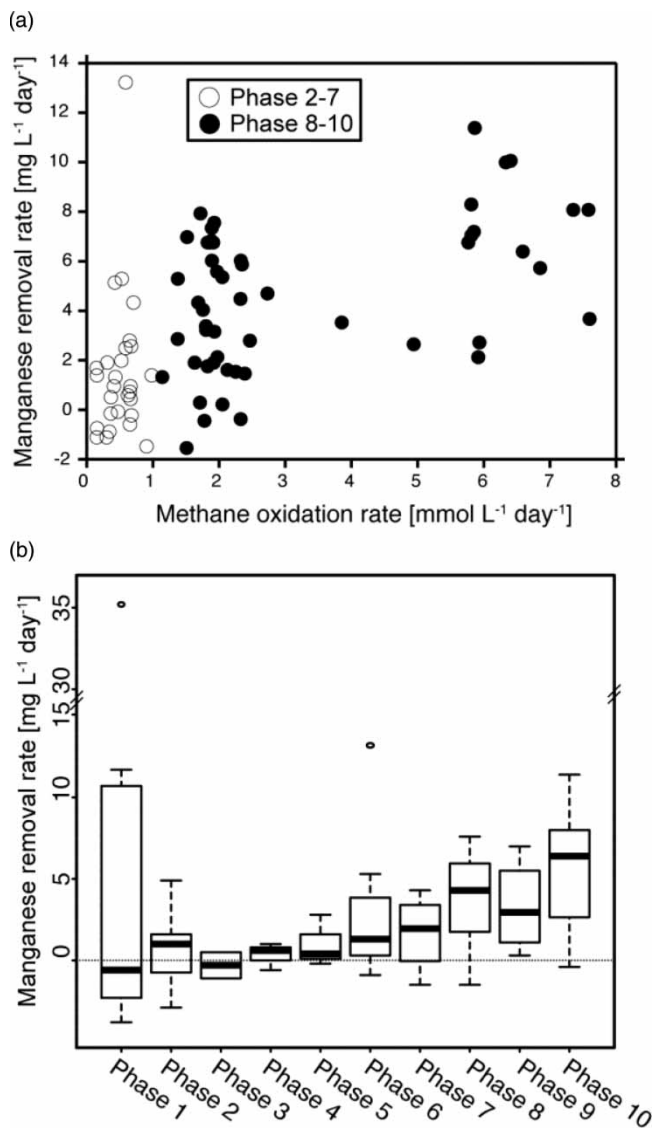 (a)
Manganese removal rate [mg L⁻¹ day⁻¹]
14
12
10
8
6
4
2
0
-2
Phase 2-7
Phase 8-10
0 1 2 3 4 5 6 7 8
Methane oxidation rate [mmol L⁻¹ day⁻¹]
(b)
Manganese removal rate [mg L⁻¹ day⁻¹]
35
30
15
10
5
0
Phase 1
Phase 2
Phase 3
Phase 4
Phase 5
Phase 6
Phase 7
Phase 8
Phase 9
Phase 10